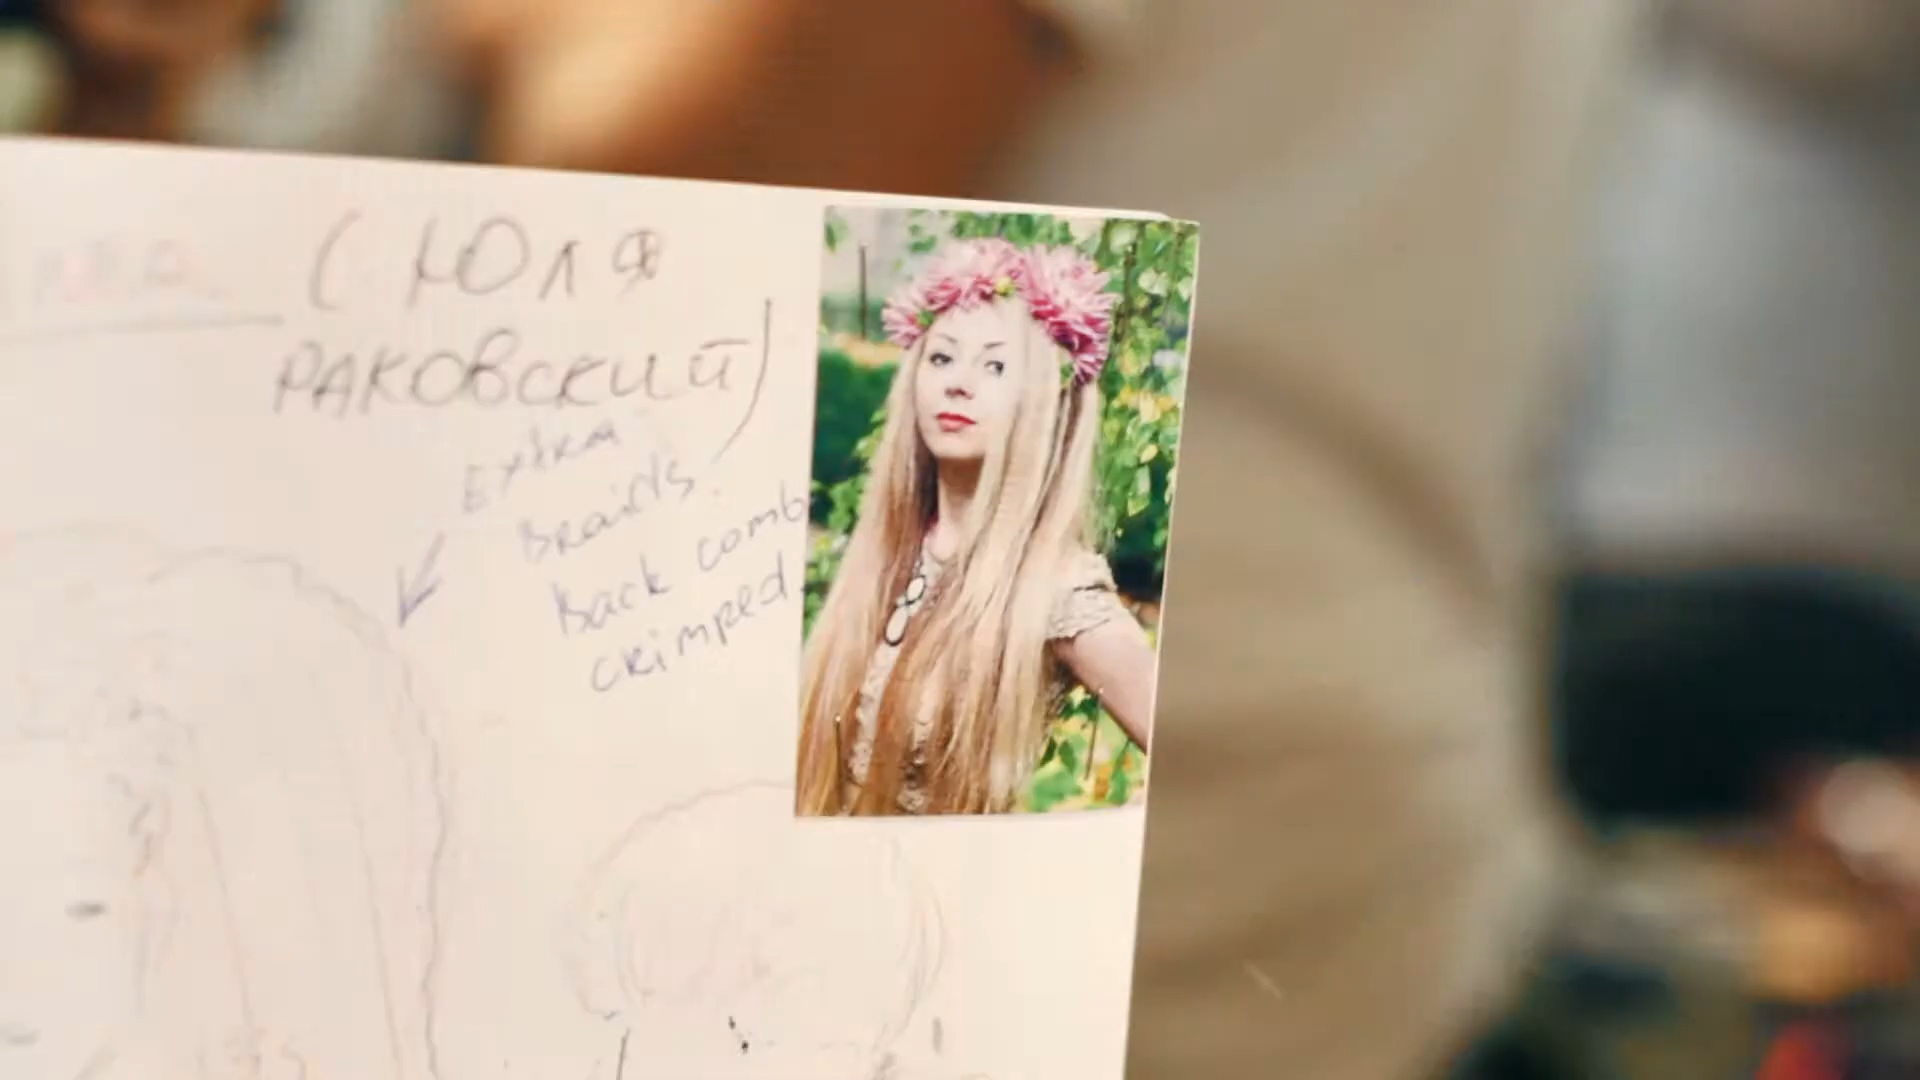 (Юля
Раковский)
Extra
Braids
Back comb
crimped.